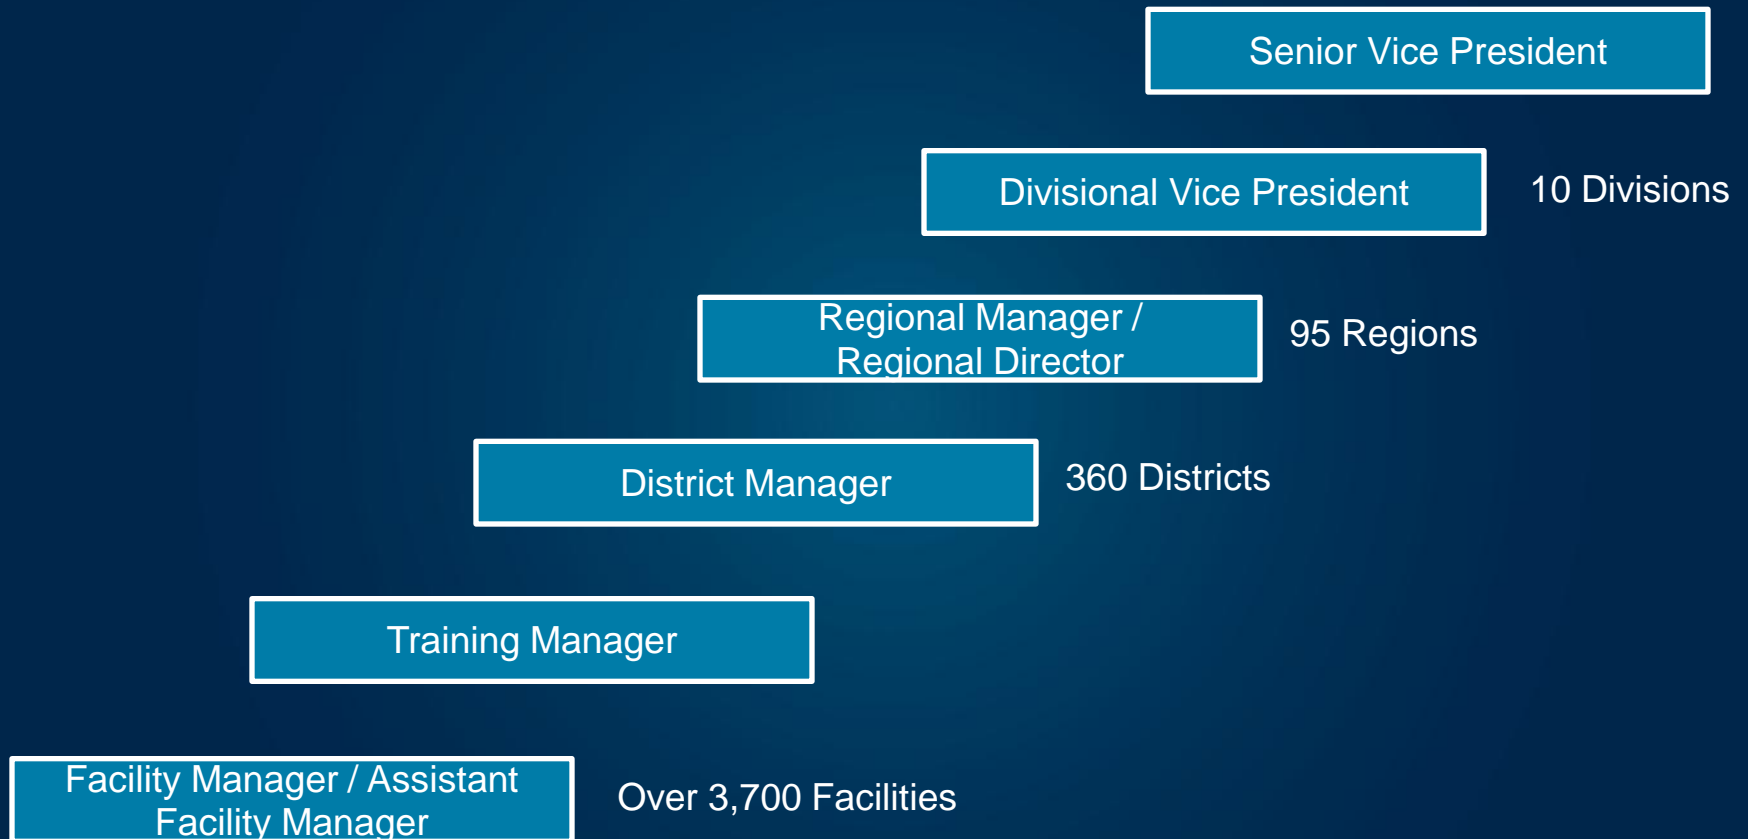 Senior Vice President
Divisional Vice President
10 Divisions
Regional Manager /
Regional Director
95 Regions
District Manager
360 Districts
Training Manager
Facility Manager / Assistant
Facility Manager
Over 3,700 Facilities